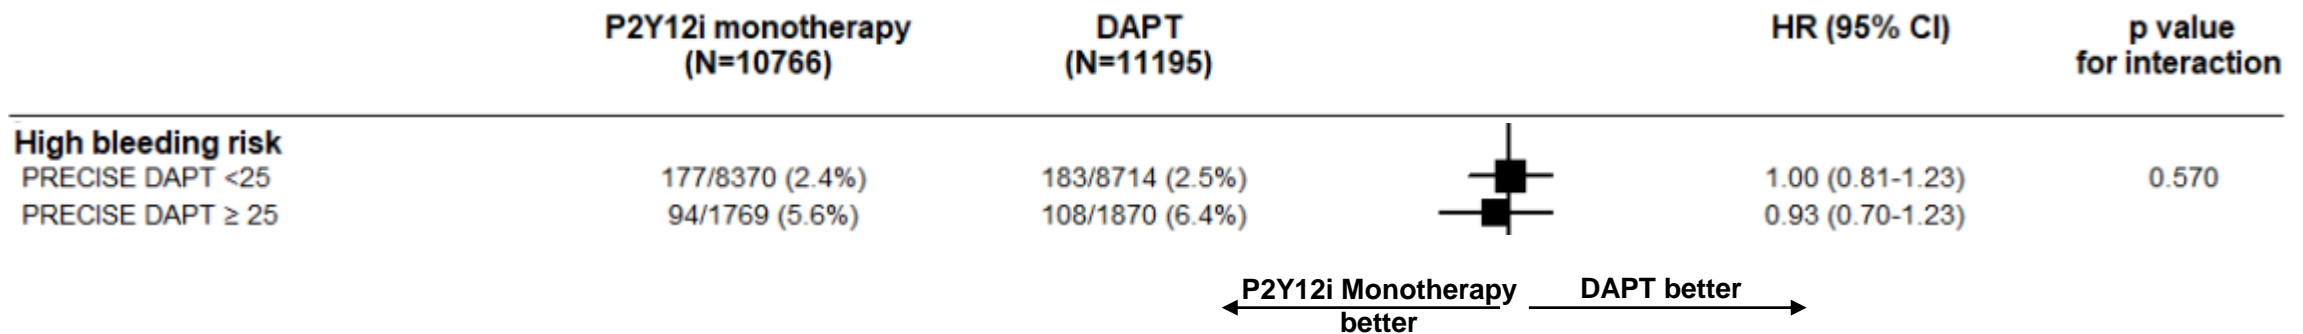 P2Y12i monotherapy DAPT HR (95% CI) p value
(N=10766) (N=11195) for interaction
High bleeding risk
PRECISE DAPT <25 177/8370 (2.4%) 183/8714 (2.5%) 1.00 (0.81-1.23) 0.570
PRECISE DAPT ≥ 25 94/1769 (5.6%) 108/1870 (6.4%) 0.93 (0.70-1.23)
P2Y12i Monotherapy DAPT better
better